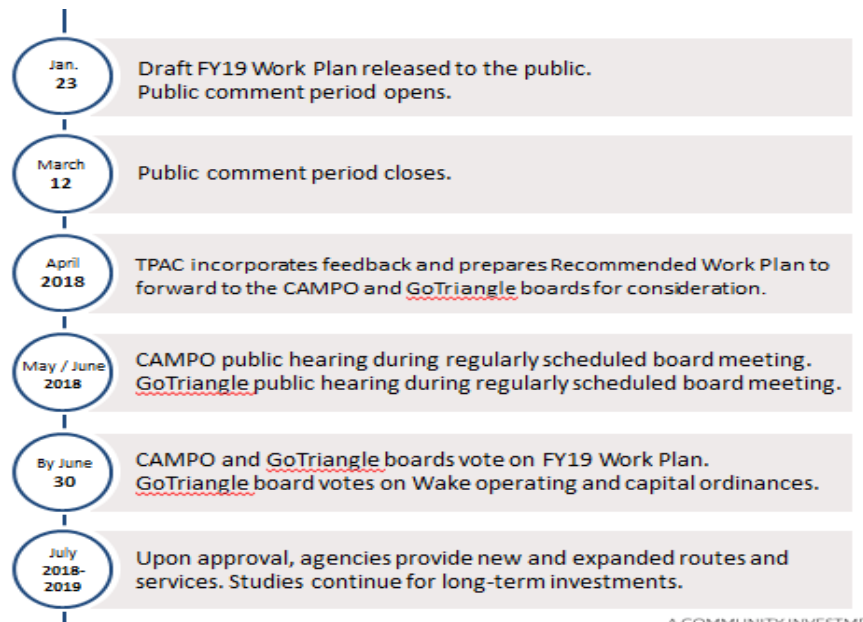 Jan.
23
Draft FY19 Work Plan released to the public.
Public comment period opens.
March
12
Public comment period closes.
April
2018
TPAC incorporates feedback and prepares Recommended Work Plan to
forward to the CAMPO and GoTriangle boards for consideration.
May / June
2018
CAMPO public hearing during regularly scheduled board meeting.
GoTriangle public hearing during regularly scheduled board meeting.
By June
30
CAMPO and GoTriangle boards vote on FY19 Work Plan.
GoTriangle board votes on Wake operating and capital ordinances.
July
2018-
2019
Upon approval, agencies provide new and expanded routes and
services. Studies continue for long-term investments.
A COMMUNITY